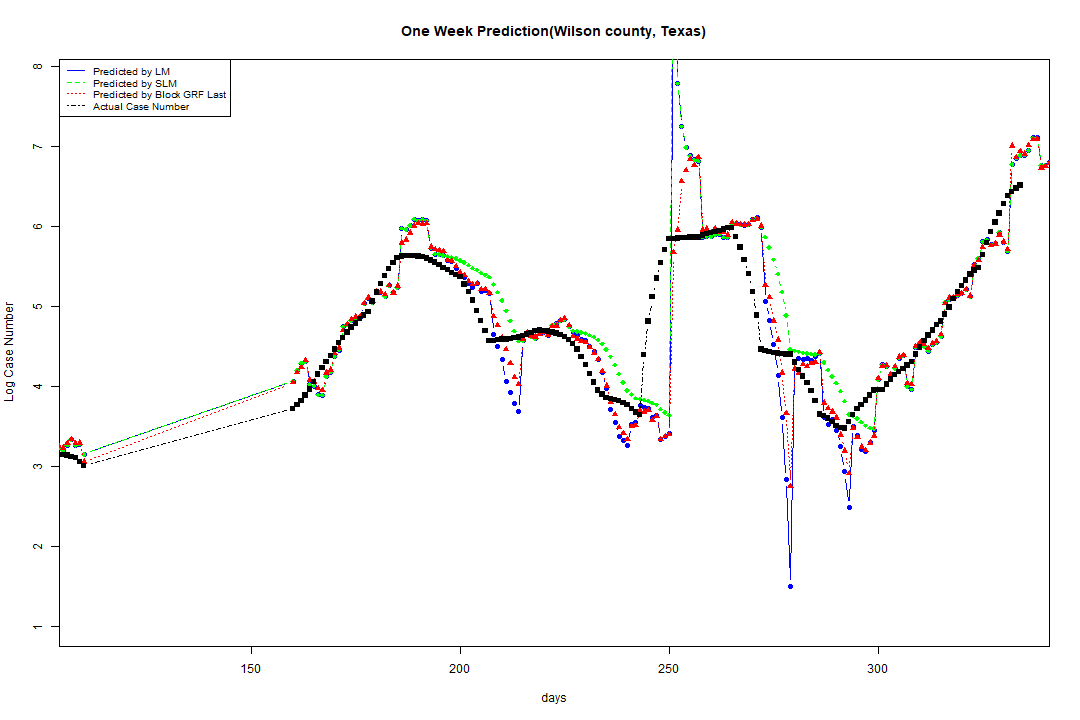 One Week Prediction(Wilson county, Texas)
Predicted by LM
Predicted by SLM
Predicted by Block GRF Last
Actual Case Number
Log Case Number
8
7
6
5
4
3
2
1
150 200 250 300
days